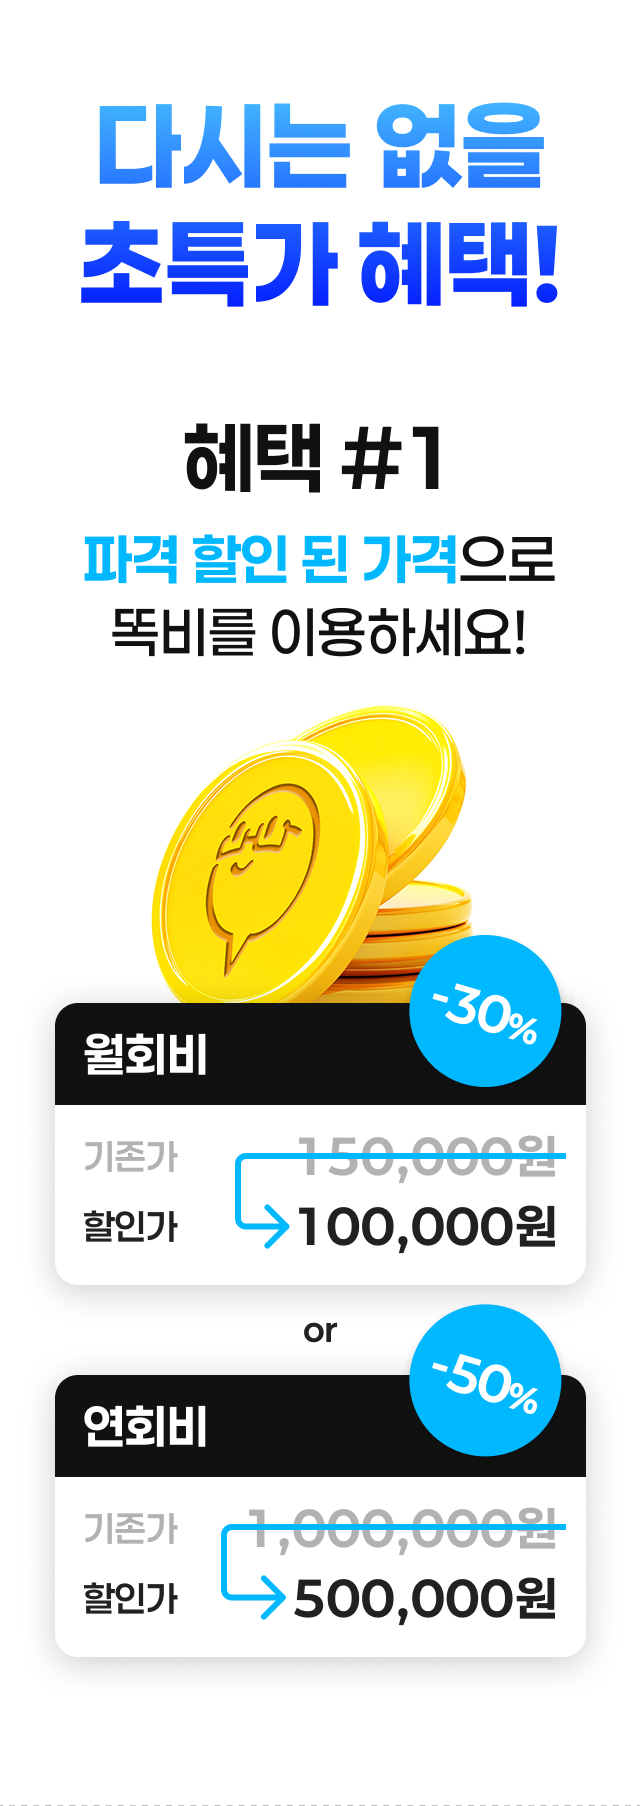 다시는 없을
초특가 혜택!
혜택 #1
파격 할인 된 가격으로
똑비를 이용하세요!
-30%
월회비
기존가 150,000원
할인가 100,000원
or
-50%
연회비
기존가 1,000,000원
할인가 500,000원